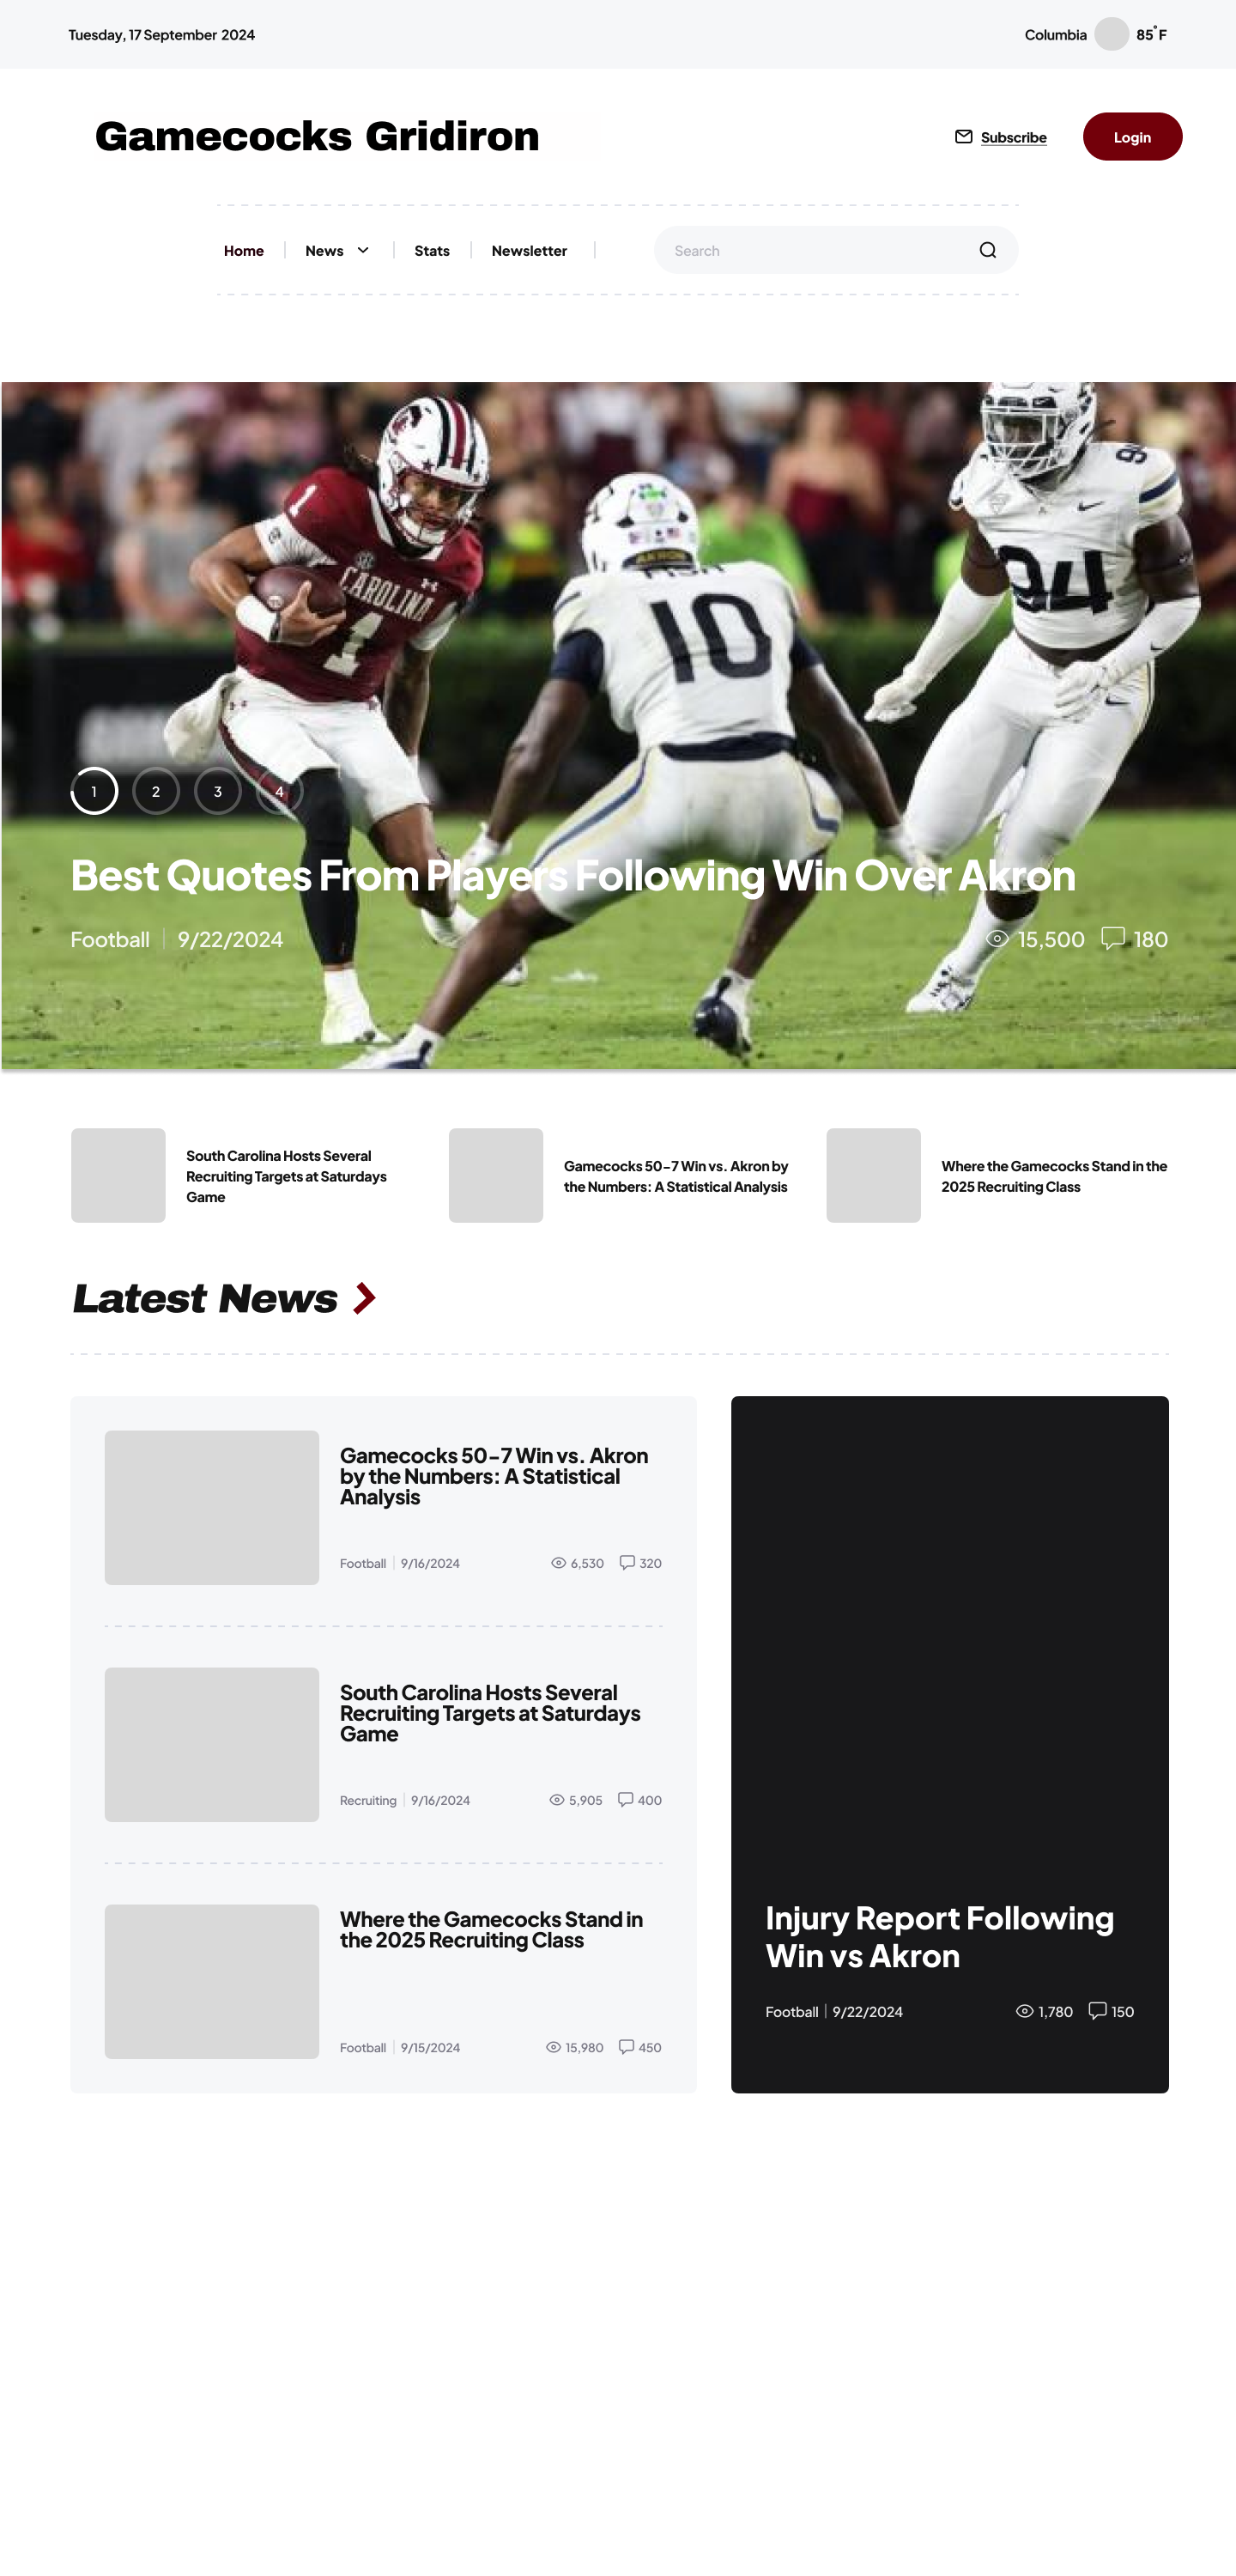 Tuesday, 17 September 2024
Columbia 85°F
Gamecocks Gridiron
Subscribe
Login
Home
News
Stats
Newsletter
Search
1
CAROLINA
1
AKRON
10
94
1 2 3 4
Best Quotes From Players Following Win Over Akron
Football 9/22/2024
15,500 180
South Carolina Hosts Several
Recruiting Targets at Saturdays
Game
Gamecocks 50-7 Win vs. Akron by
the Numbers: A Statistical Analysis
Where the Gamecocks Stand in the
2025 Recruiting Class
Latest News
Gamecocks 50-7 Win vs. Akron
by the Numbers: A Statistical
Analysis
Football 9/16/2024 6,530 320
South Carolina Hosts Several
Recruiting Targets at Saturdays
Game
Recruiting 9/16/2024 5,905 400
Where the Gamecocks Stand in
the 2025 Recruiting Class
Football 9/15/2024 15,980 450
Injury Report Following
Win vs Akron
Football 9/22/2024 1,780 150